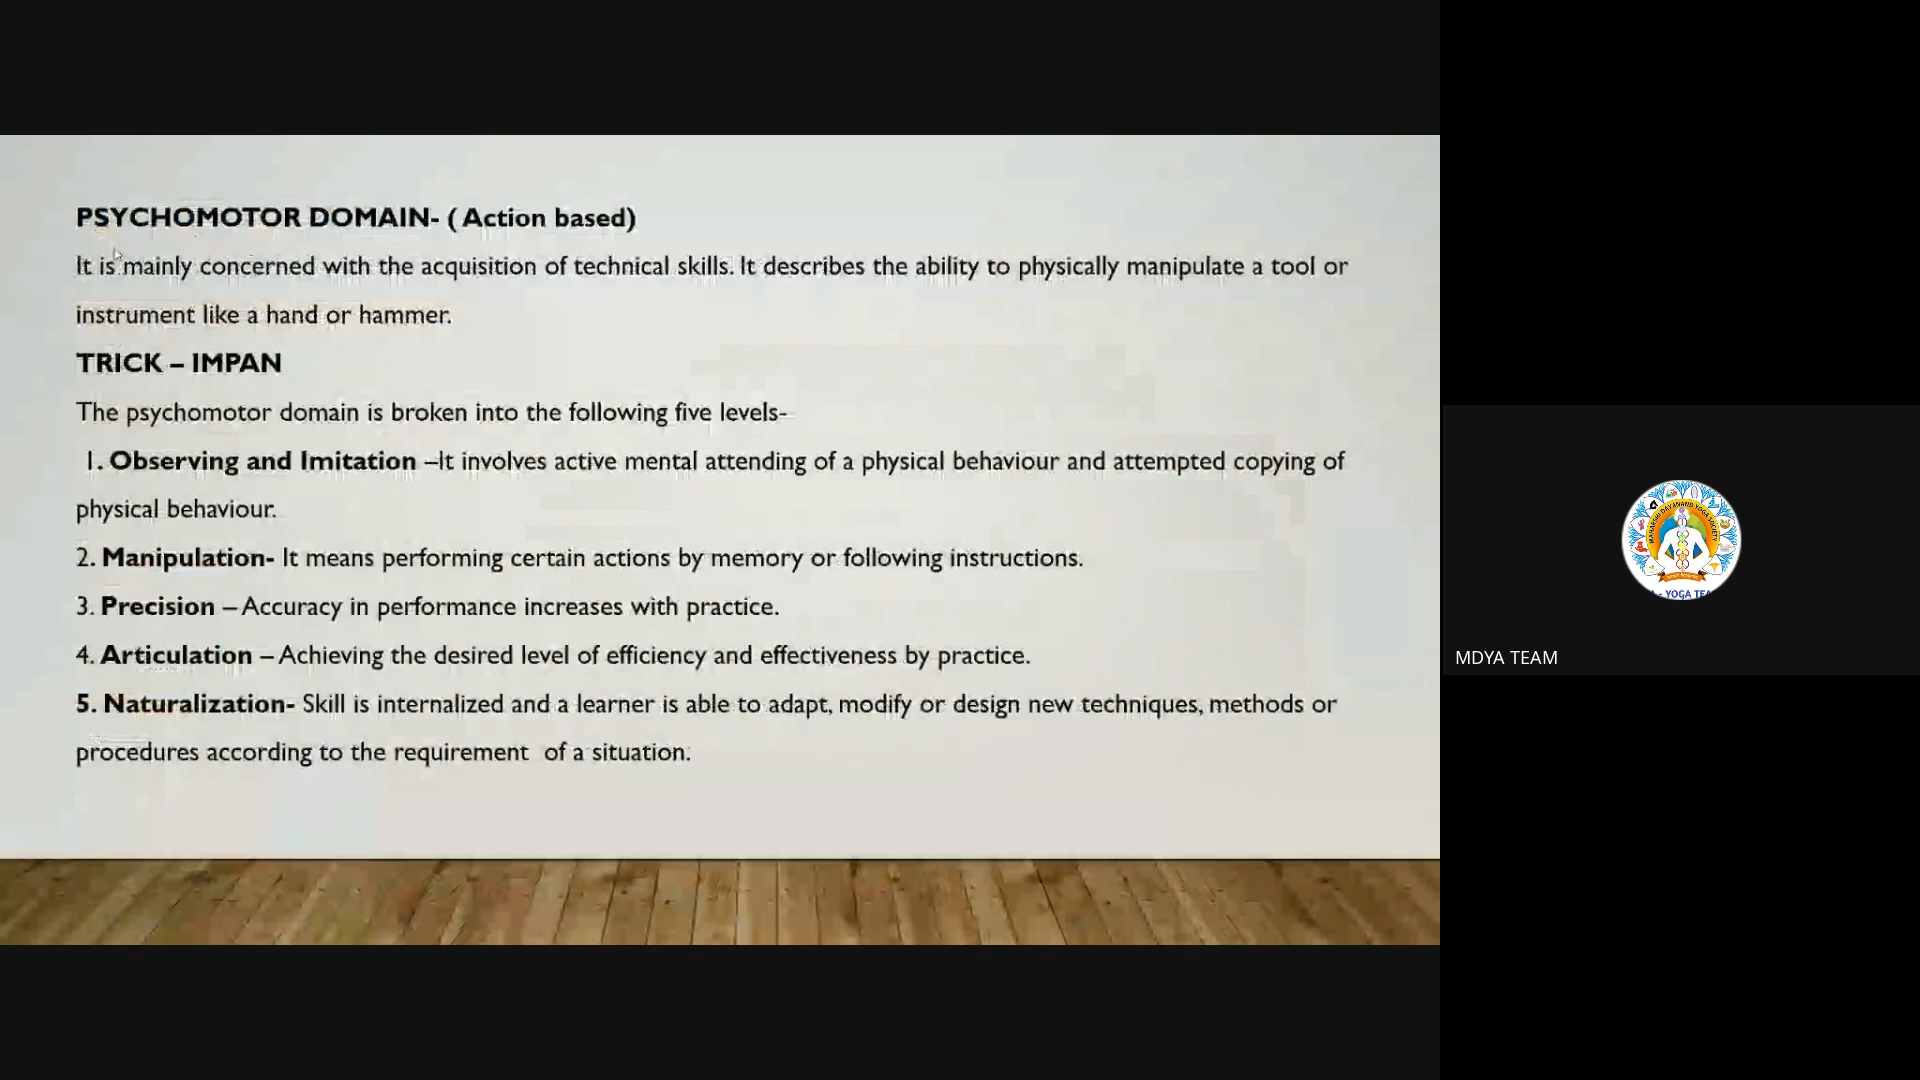 PSYCHOMOTOR DOMAIN- ( Action based)
It is mainly concerned with the acquisition of technical skills. It describes the ability to physically manipulate a tool or
instrument like a hand or hammer.
TRICK – IMPAN
The psychomotor domain is broken into the following five levels-
1. Observing and Imitation –It involves active mental attending of a physical behaviour and attempted copying of
physical behaviour.
2. Manipulation- It means performing certain actions by memory or following instructions.
3. Precision – Accuracy in performance increases with practice.
4. Articulation – Achieving the desired level of efficiency and effectiveness by practice.
5. Naturalization- Skill is internalized and a learner is able to adapt, modify or design new techniques, methods or
procedures according to the requirement of a situation.
MAHARSHI DAYANAND YOGA SOCIETY
- YOGA
MDYA TEAM